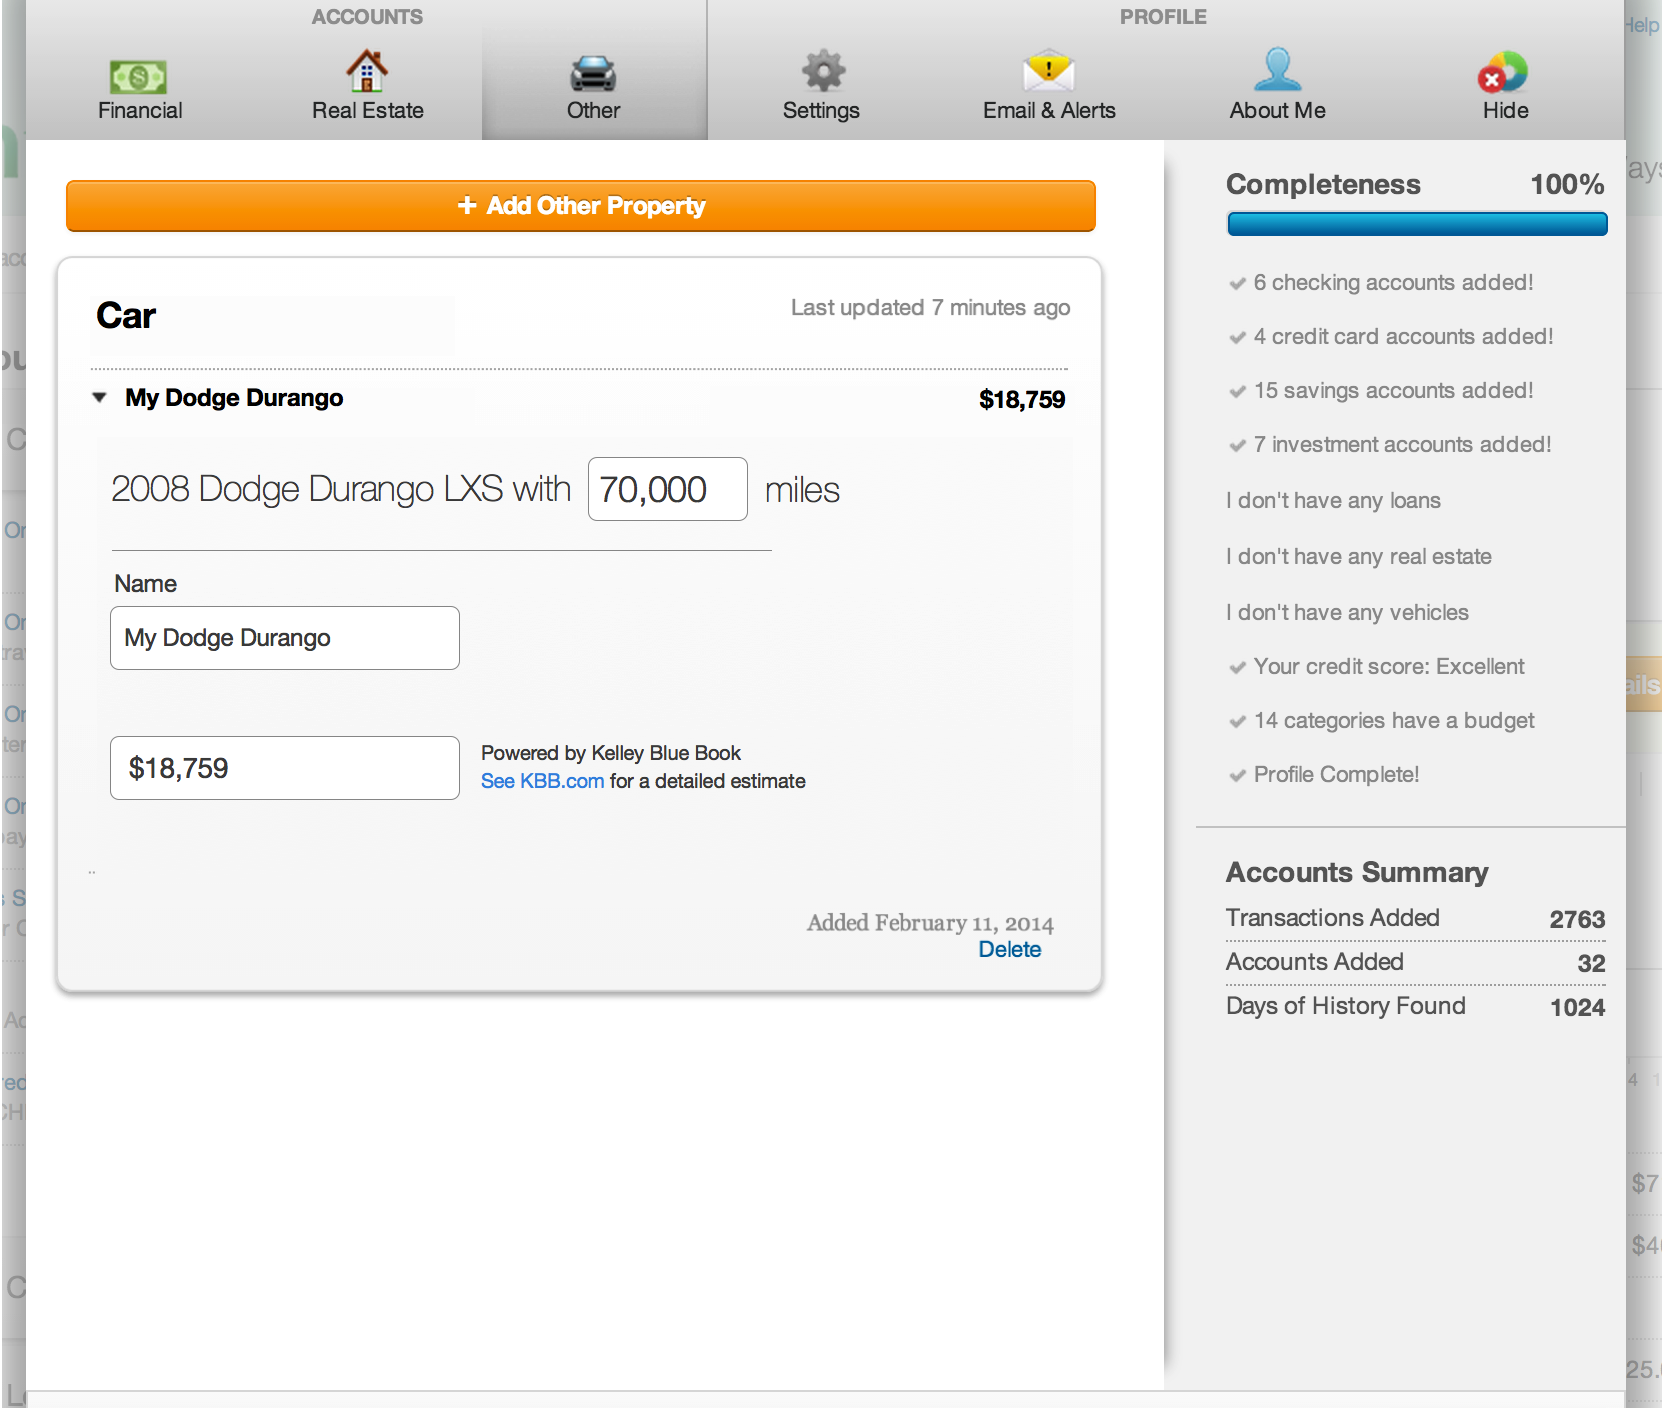 ACCOUNTS
PROFILE
Financial
Real Estate
Other
Settings
Email & Alerts
About Me
Hide
Help
+ Add Other Property
Car
Last updated 7 minutes ago
My Dodge Durango
$18,759
2008 Dodge Durango LXS with 70,000 miles
Name
My Dodge Durango
$18,759
Powered by Kelley Blue Book
See KBB.com for a detailed estimate
Added February 11, 2014
Delete
Completeness 100%
6 checking accounts added!
4 credit card accounts added!
15 savings accounts added!
7 investment accounts added!
I don't have any loans
I don't have any real estate
I don't have any vehicles
Your credit score: Excellent
14 categories have a budget
Profile Complete!
Accounts Summary
Transactions Added 2763
Accounts Added 32
Days of History Found 1024